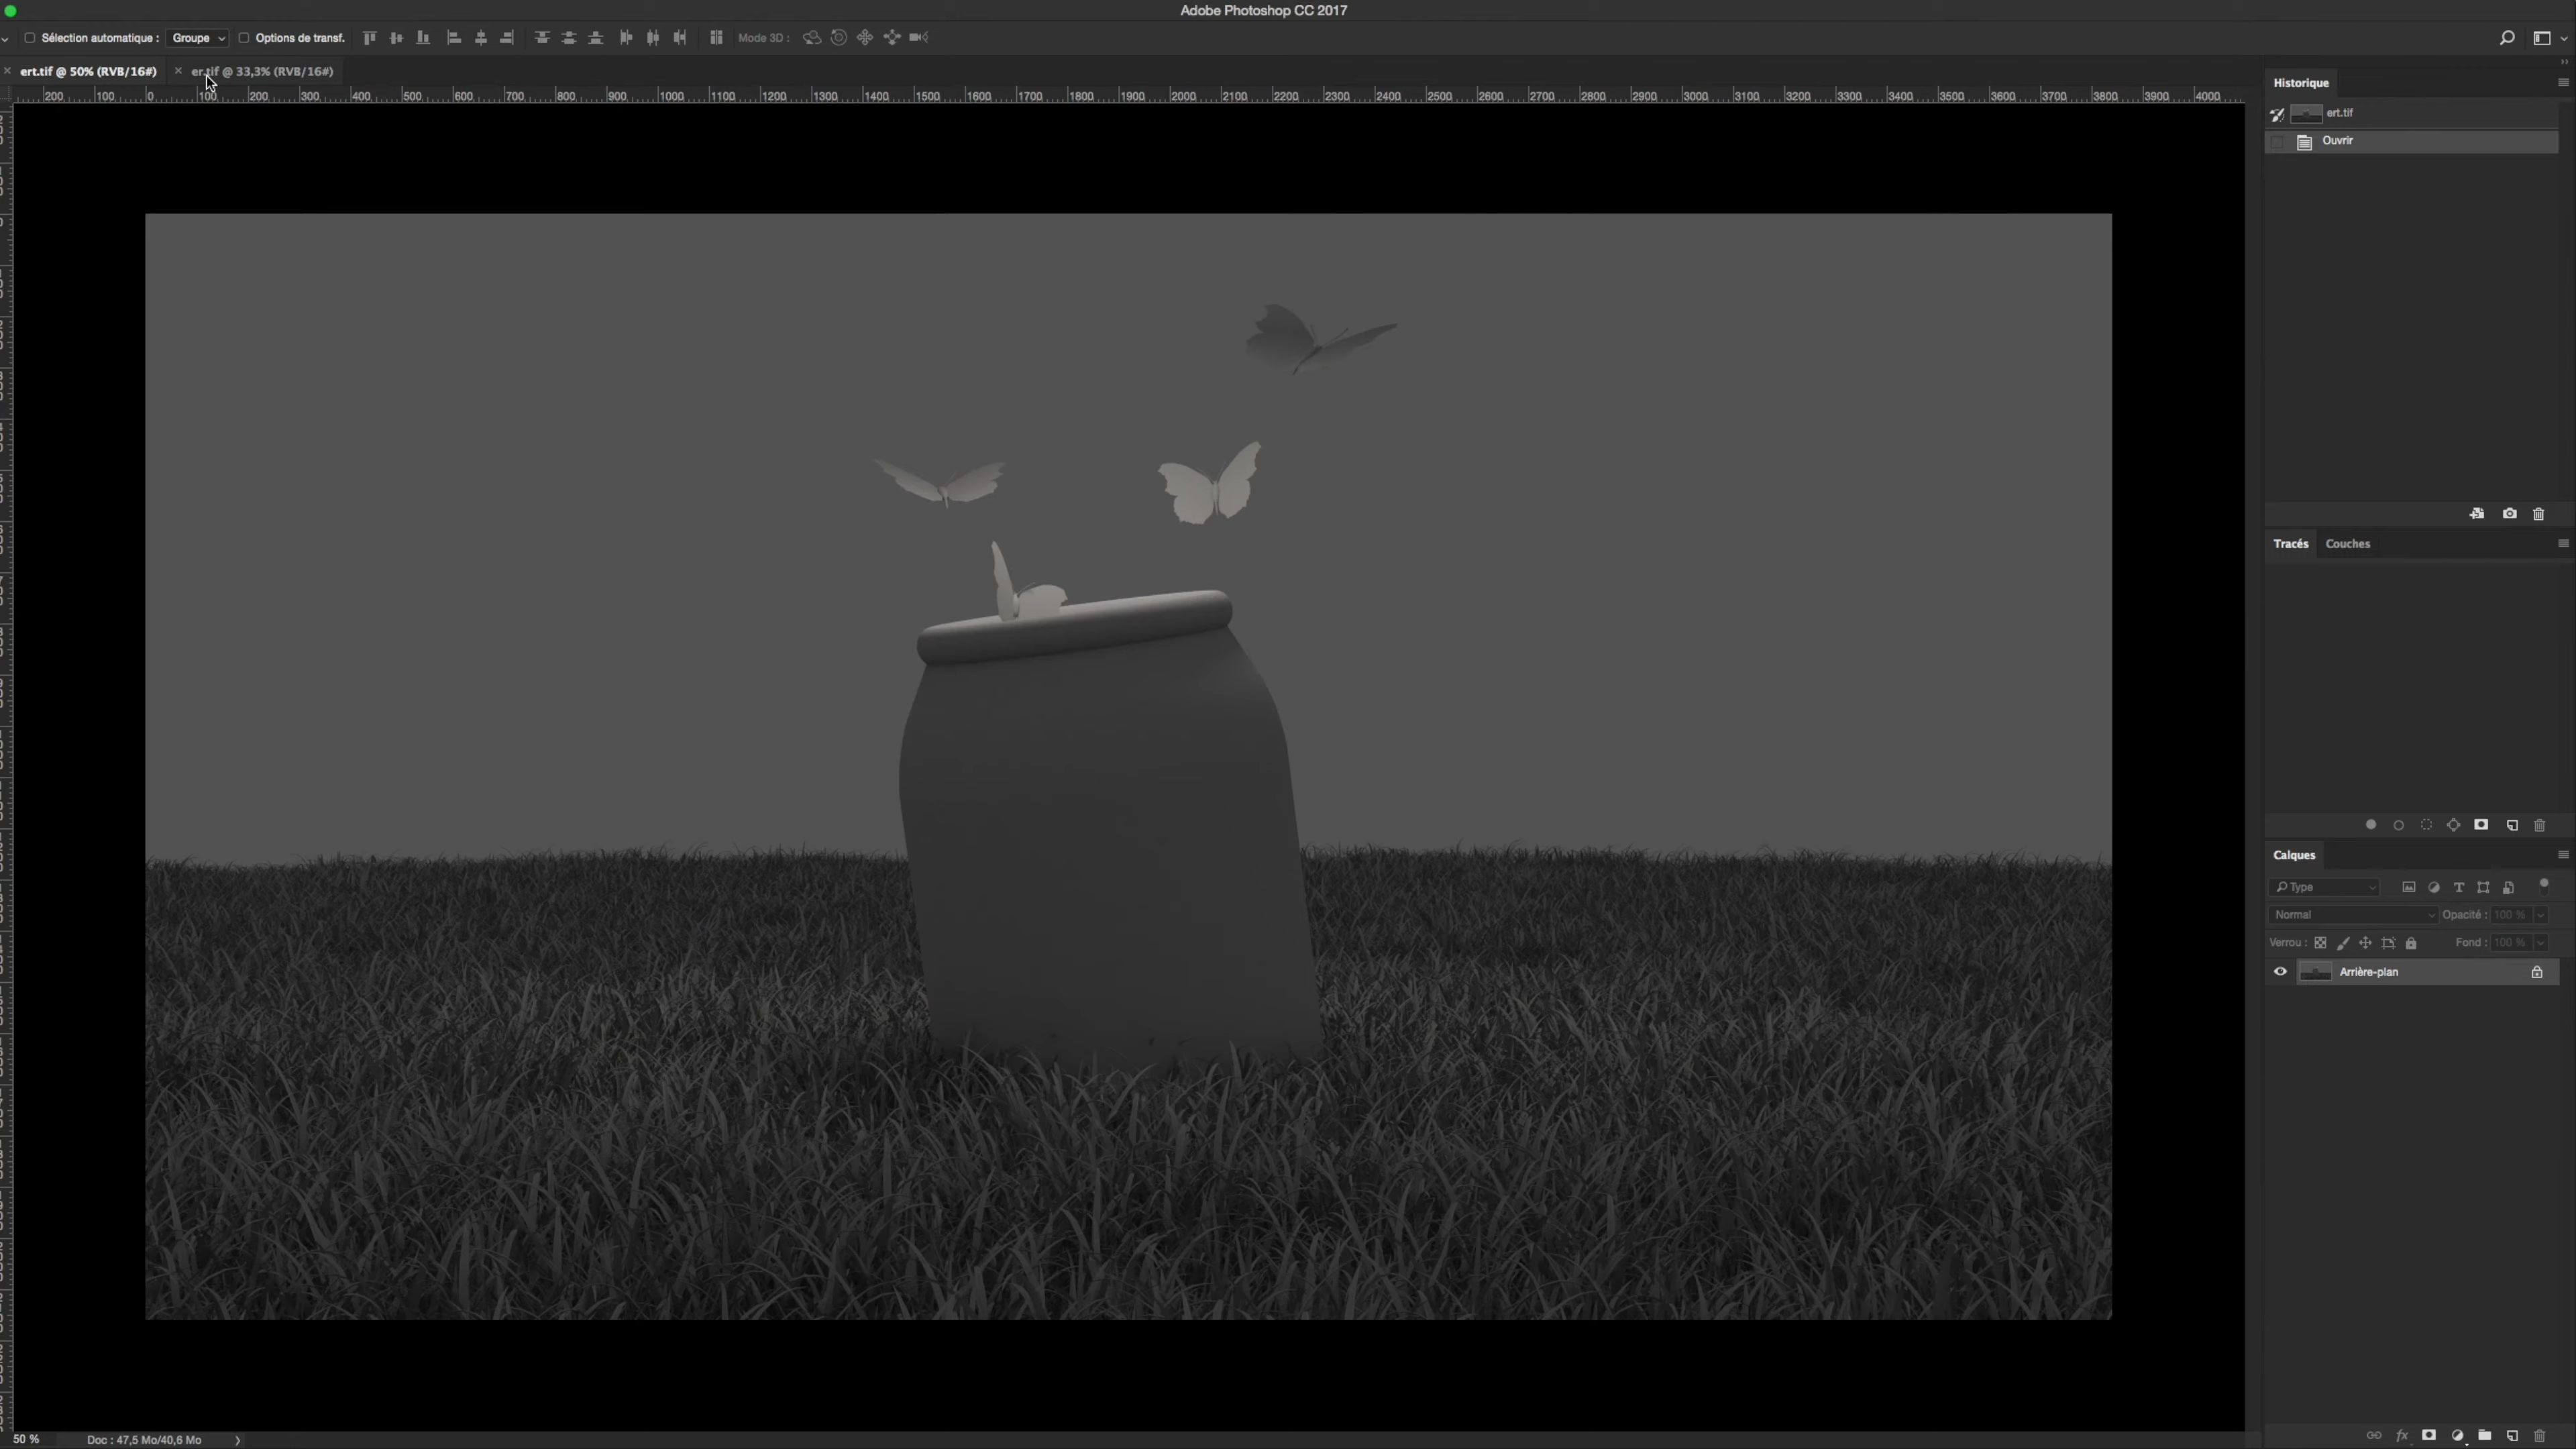 Adobe Photoshop CC 2017
Sélection automatique : Groupe Options de transf. Mode 3D :
ert.tif @ 50% (RVB/16#) er.tif @ 33,3% (RVB/16#)
200 100 0 100 200 300 400 500 600 700 800 900 1000 1100 1200 1300 1400 1500 1600 1700 1800 1900 2000 2100 2200 2300 2400 2500 2600 2700 2800 2900 3000 3100 3200 3300 3400 3500 3600 3700 3800 3900 4000
Historique
ert.tif
Ouvrir
Tracés Couches
Calques
Type
Normal Opacité : 100 %
Verrou : Fond : 100 %
Arrière-plan
fx
50 % Doc : 47,5 Mo/40,6 Mo